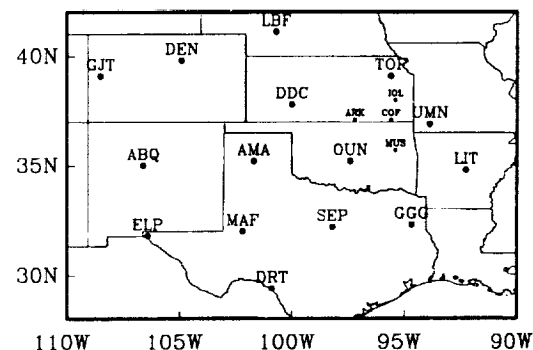 LBF
40N
DEN
TOP
GJT
IOL
DDC
ARK
COF
UMN
MUS
35N
ABQ
AMA
OUN
LIT
ELP
MAF
SEP
GGG
30N
DRT
110W
105W
100W
95W
90W